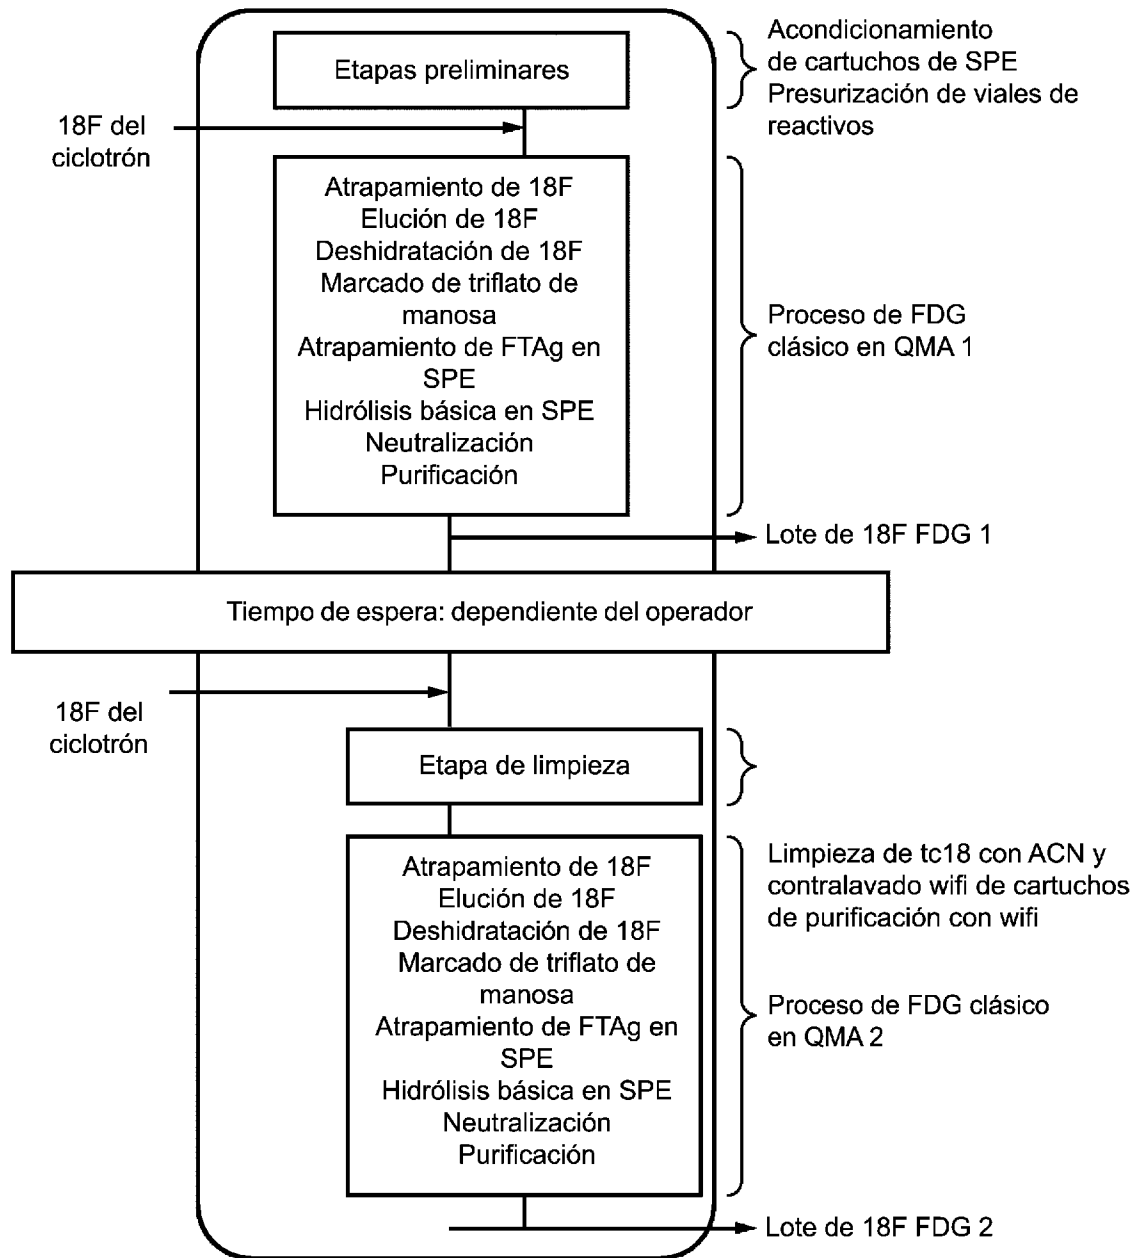 Etapas preliminares
Acondicionamiento
de cartuchos de SPE
Presurización de viales de
reactivos
18F del
ciclotrón
Atrapamiento de 18F
Elución de 18F
Deshidratación de 18F
Marcado de triflato de
manosa
Atrapamiento de FTAg en
SPE
Hidrólisis básica en SPE
Neutralización
Purificación
Proceso de FDG
clásico en QMA 1
Lote de 18F FDG 1
Tiempo de espera: dependiente del operador
18F del
ciclotrón
Etapa de limpieza
Atrapamiento de 18F
Elución de 18F
Deshidratación de 18F
Marcado de triflato de
manosa
Atrapamiento de FTAg en
SPE
Hidrólisis básica en SPE
Neutralización
Purificación
Limpieza de tc18 con ACN y
contralavado wifi de cartuchos
de purificación con wifi
Proceso de FDG clásico
en QMA 2
Lote de 18F FDG 2